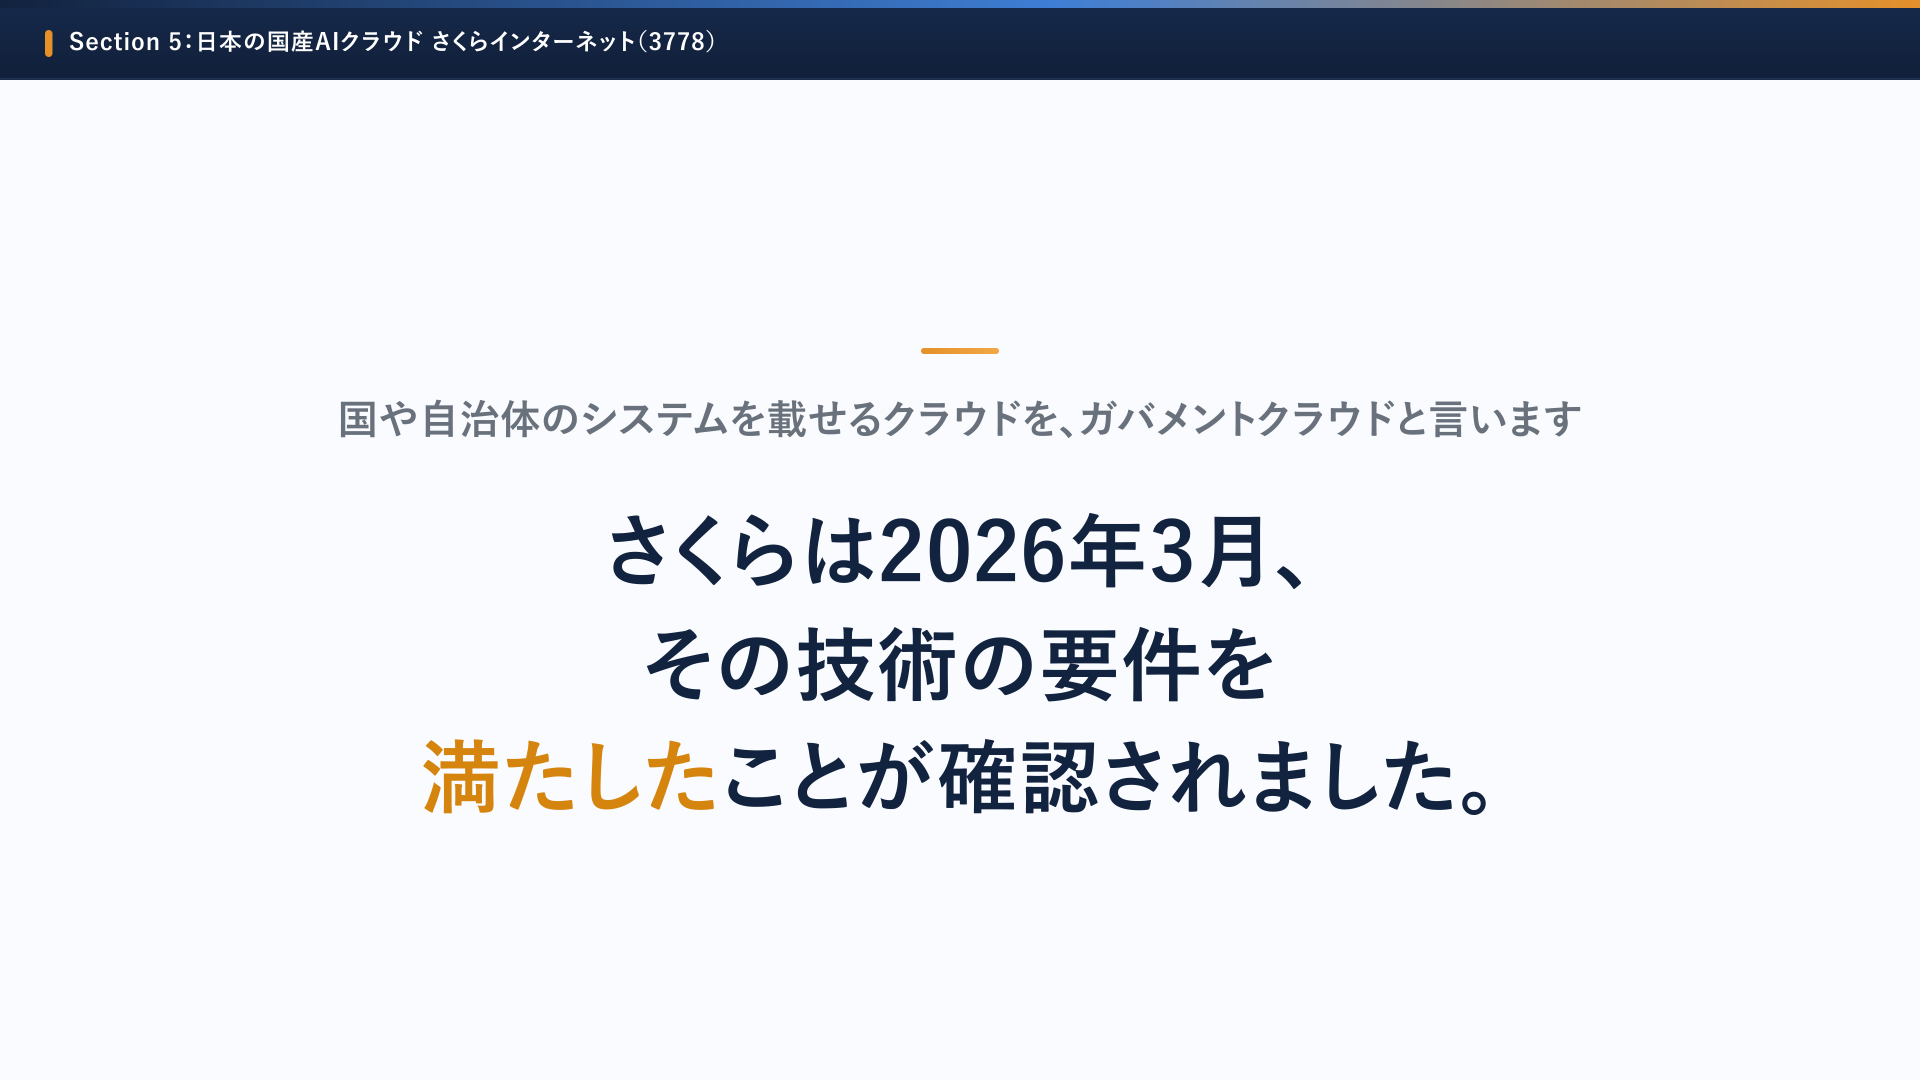 Section 5：日本の国産AIクラウド さくらインターネット（3778）
国や自治体のシステムを載せるクラウドを、ガバメントクラウドと言います
さくらは2026年3月、
その技術の要件を
満たしたことが確認されました。